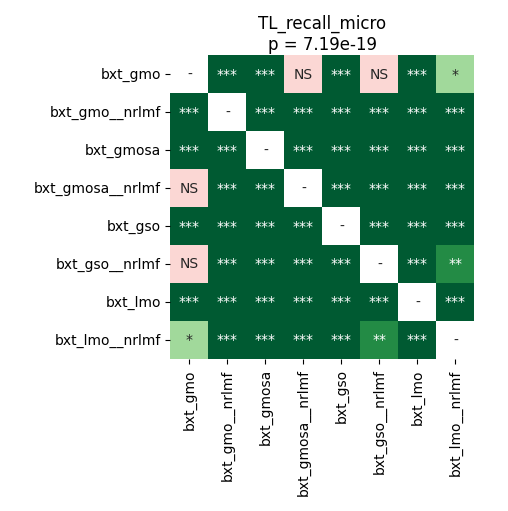 TL_recall_micro
p = 7.19e-19
bxt_gmo - *** *** NS *** NS *** *
bxt_gmo__nrlmf *** - *** *** *** *** *** ***
bxt_gmosa *** *** - *** *** *** *** ***
bxt_gmosa__nrlmf NS *** *** - *** *** *** ***
bxt_gso *** *** *** *** - *** *** ***
bxt_gso__nrlmf NS *** *** *** *** - *** **
bxt_lmo *** *** *** *** *** *** - ***
bxt_lmo__nrlmf * *** *** *** *** ** *** -
bxt_gmo
bxt_gmo__nrlmf
bxt_gmosa
bxt_gmosa__nrlmf
bxt_gso
bxt_gso__nrlmf
bxt_lmo
bxt_lmo__nrlmf